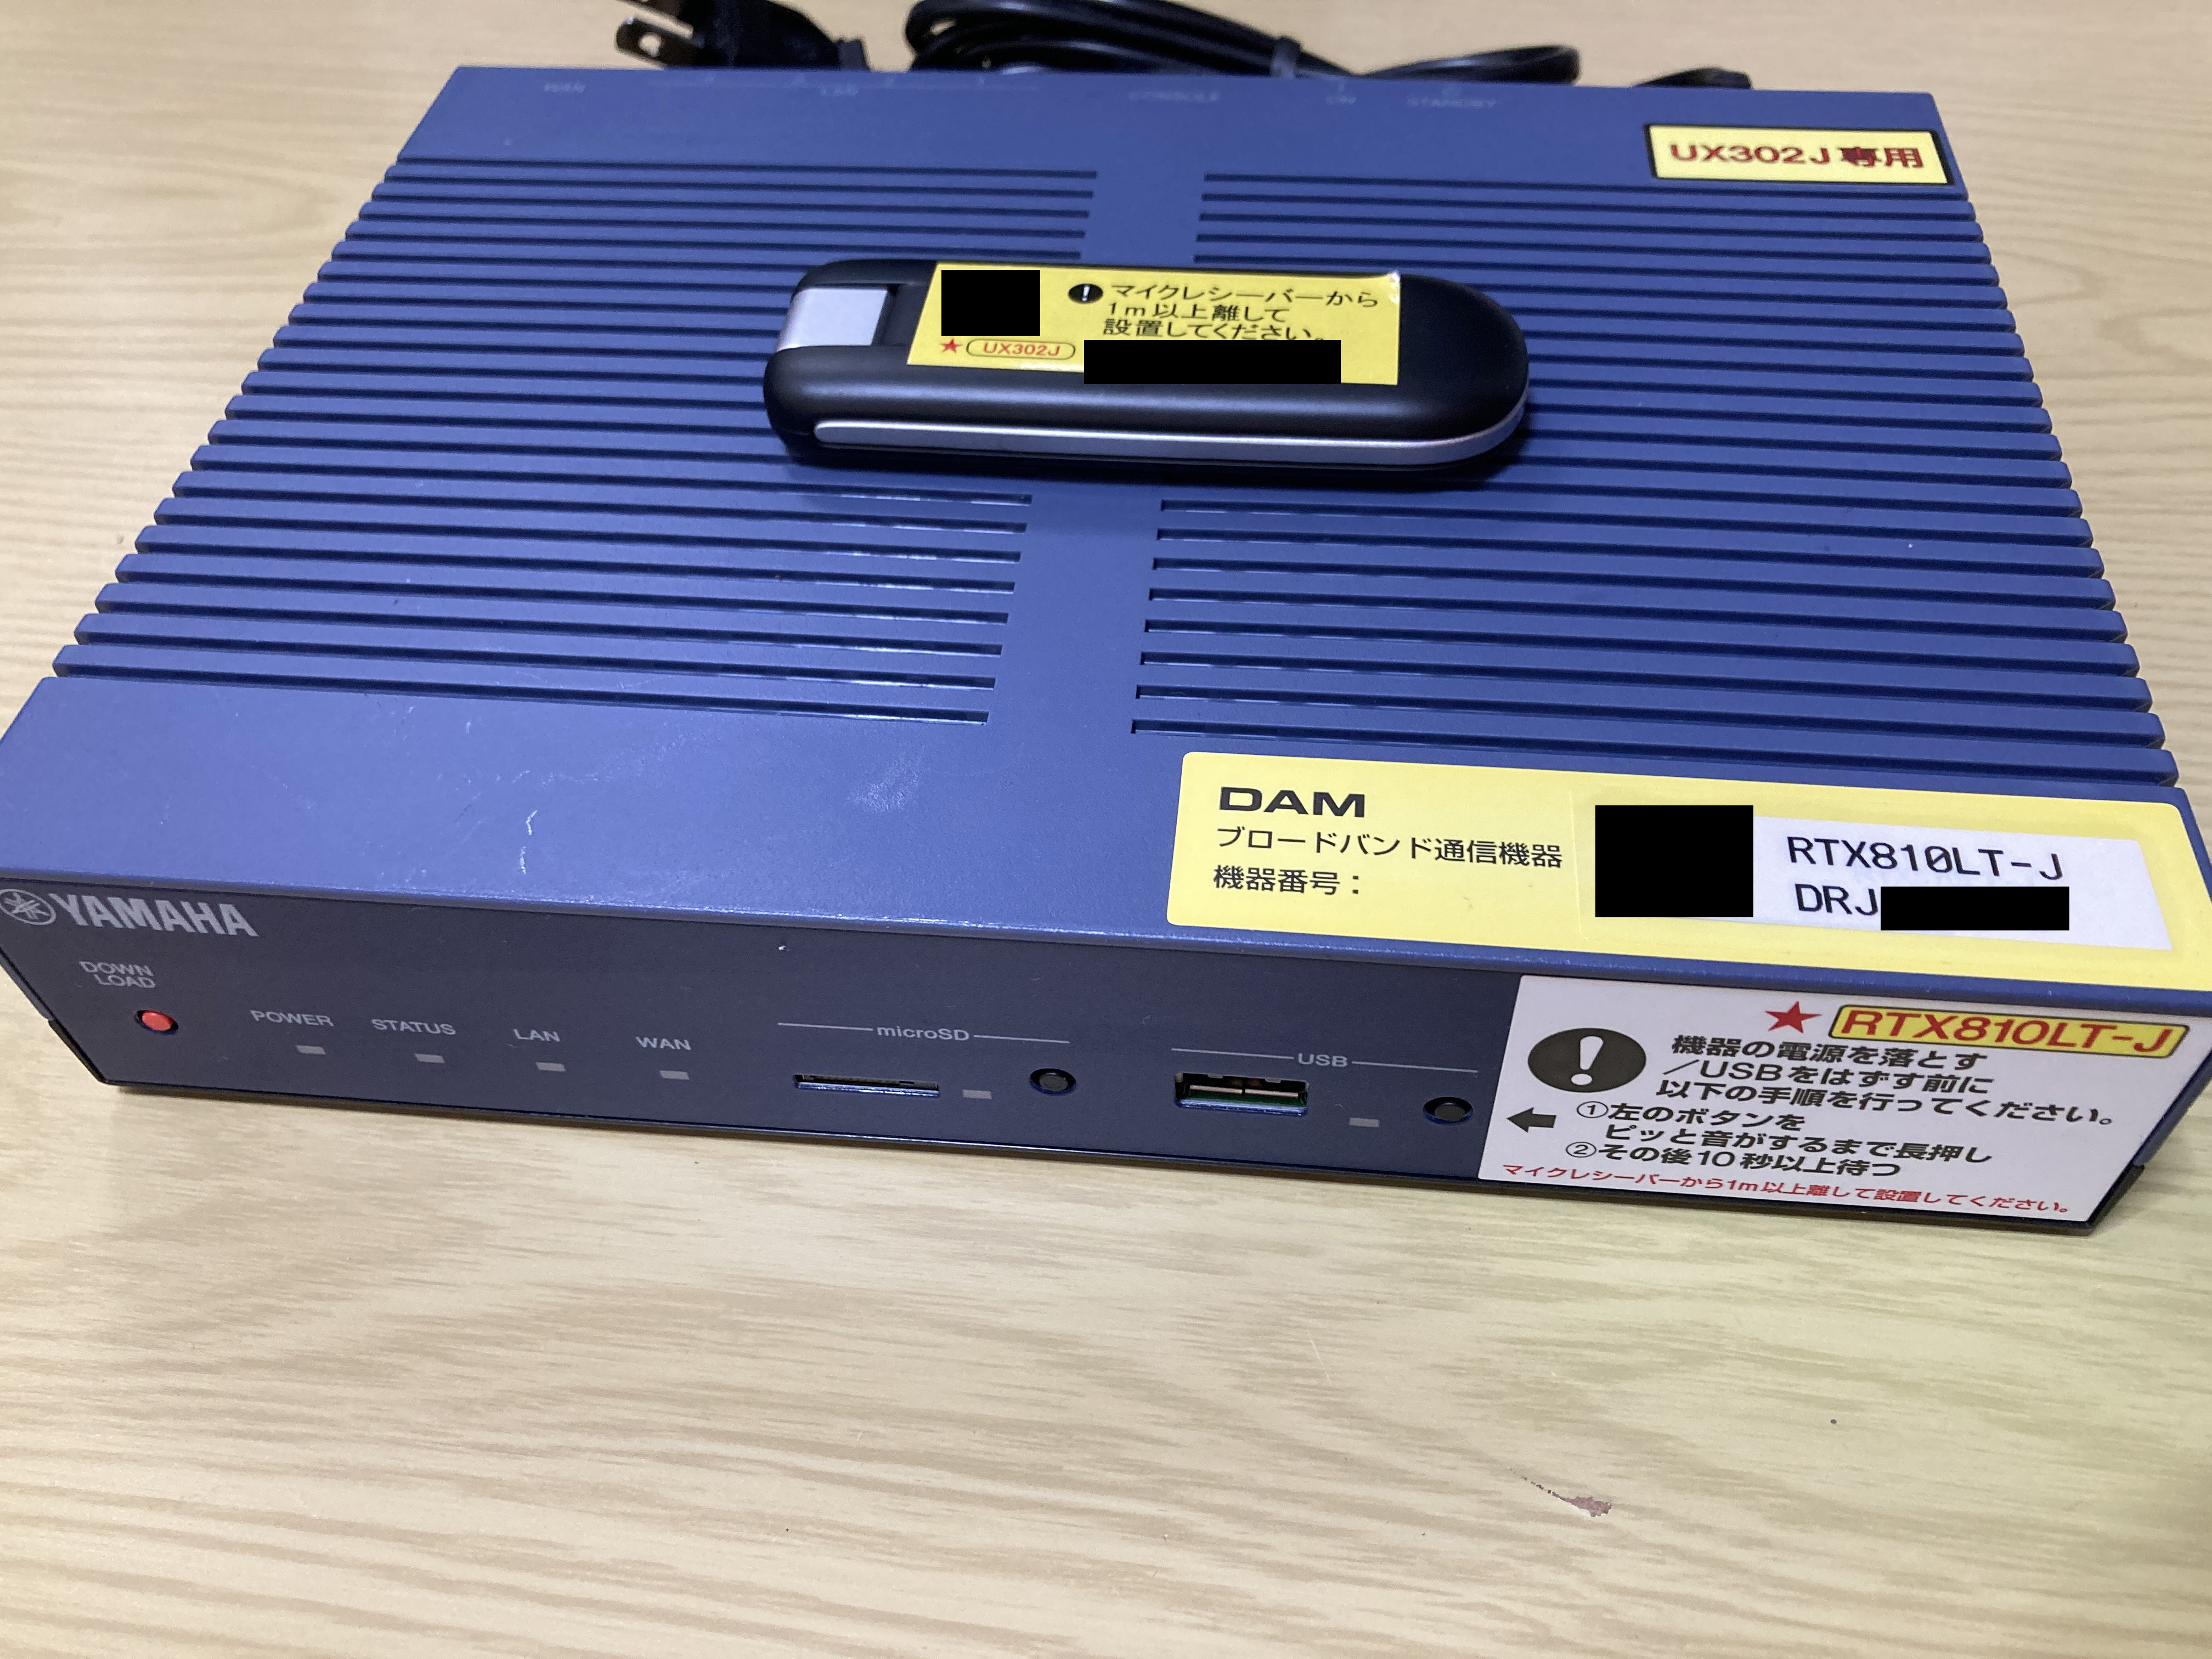 WAN
LAN
CONSOLE
ON
STANDBY
UX302J専用
! マイクレシーバーから
1m以上離して
設置してください。
★ UX302J
DAM
ブロードバンド通信機器
機器番号：
RTX810LT-J
DRJ
YAMAHA
DOWN
LOAD
POWER
STATUS
LAN
WAN
microSD
USB
★ RTX810LT-J
! 機器の電源を落とす
/USBをはずす前に
以下の手順を行ってください。
①左のボタンを
ピッと音がするまで長押し
②その後10秒以上待つ
マイクレシーバーから1m以上離して設置してください。